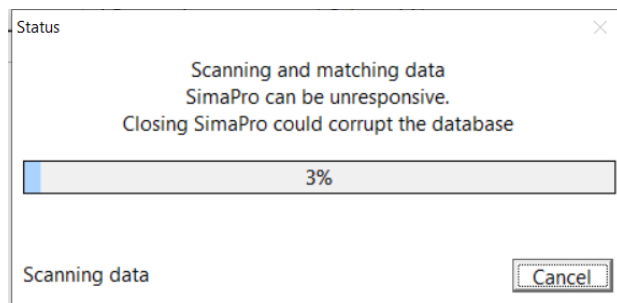 Status
Scanning and matching data
SimaPro can be unresponsive.
Closing SimaPro could corrupt the database
3%
Scanning data
Cancel